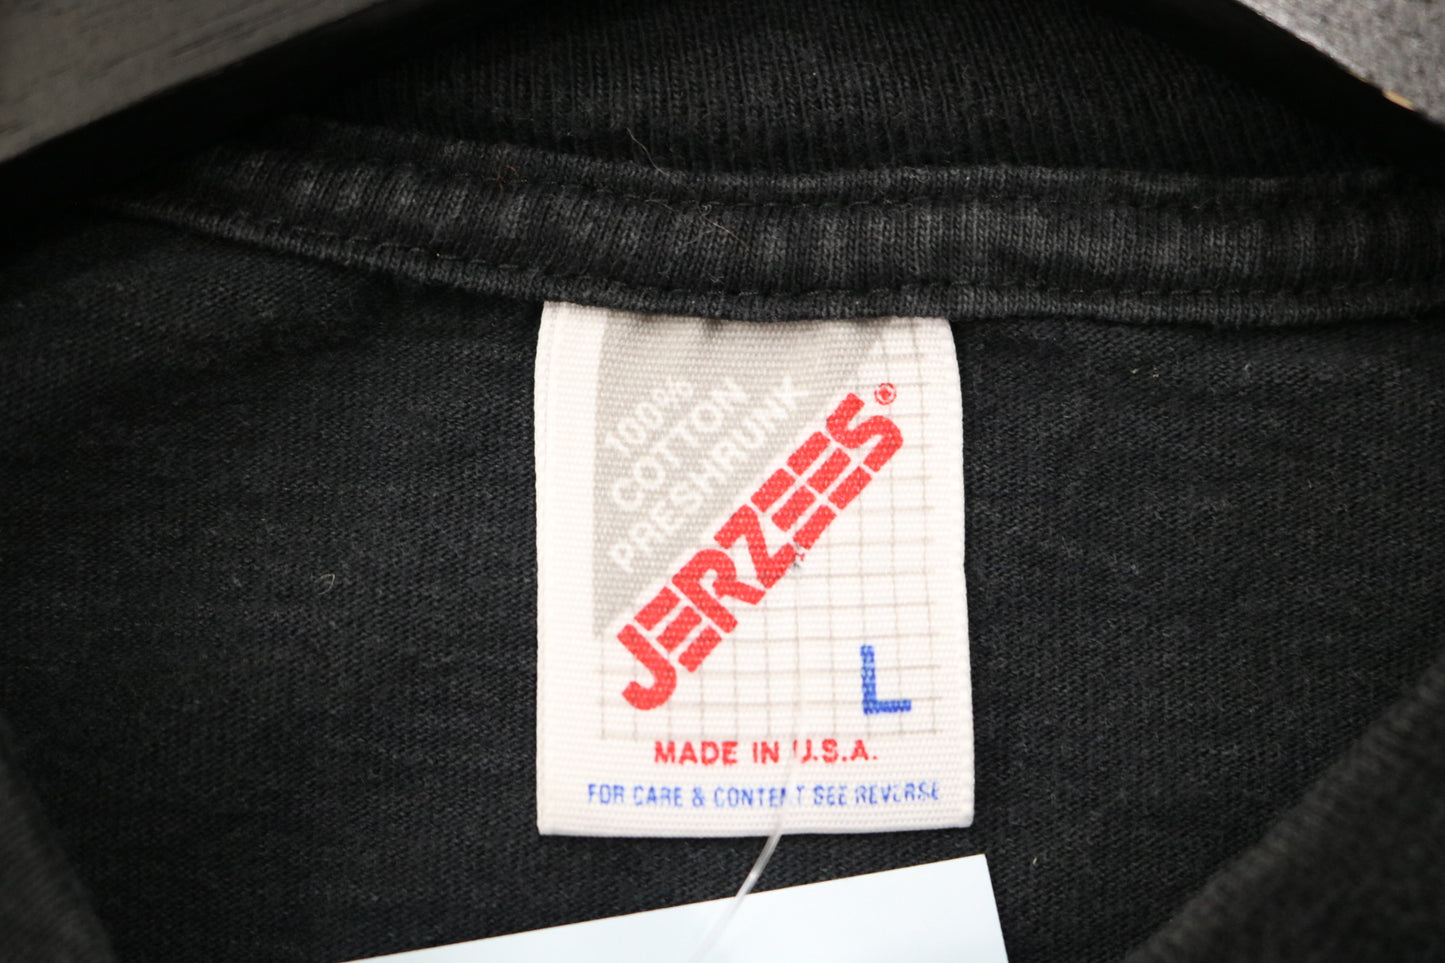 100%
COTTON
PRESHRUNK
JERZEES®
L
MADE IN U.S.A.
FOR CARE & CONTENT SEE REVERSE